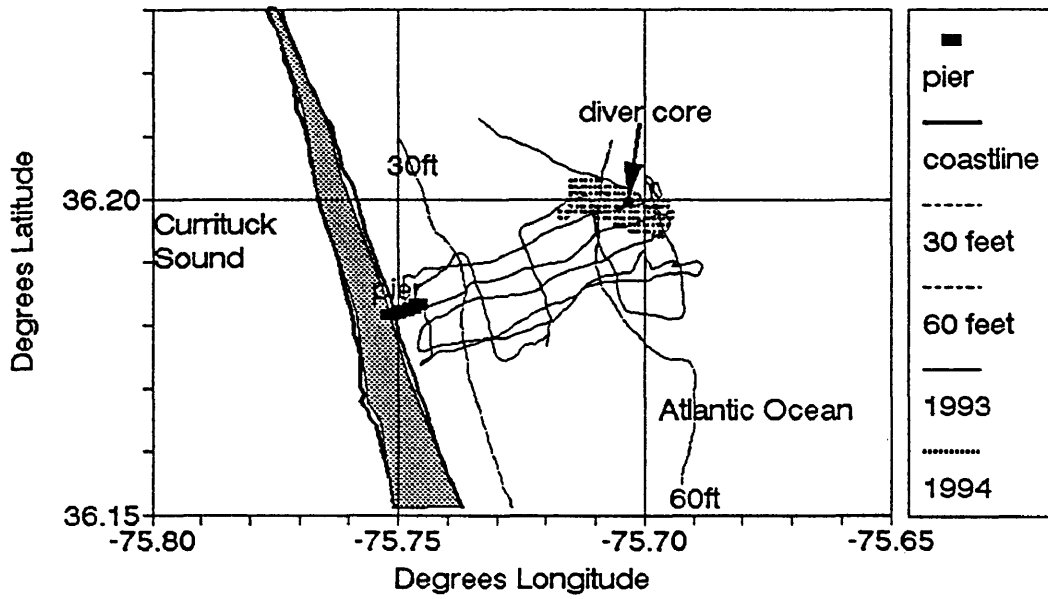 diver core
30ft
36.20
Currituck
Sound
pier
Atlantic Ocean
60ft
36.15
-75.80
-75.75
-75.70
-75.65
Degrees Longitude
Degrees Latitude
pier
coastline
30 feet
60 feet
1993
1994